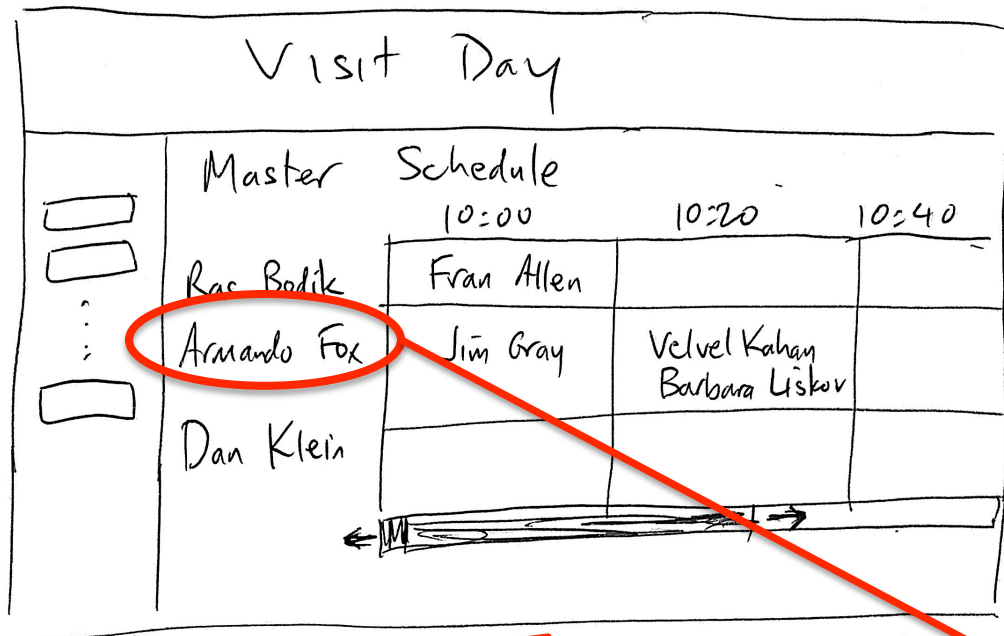 Visit Day
Master Schedule
10:00 10:20 10:40
Ras Bodik Fran Allen
Armando Fox Jim Gray Velvel Kahan
Barbara Liskov
Dan Klein